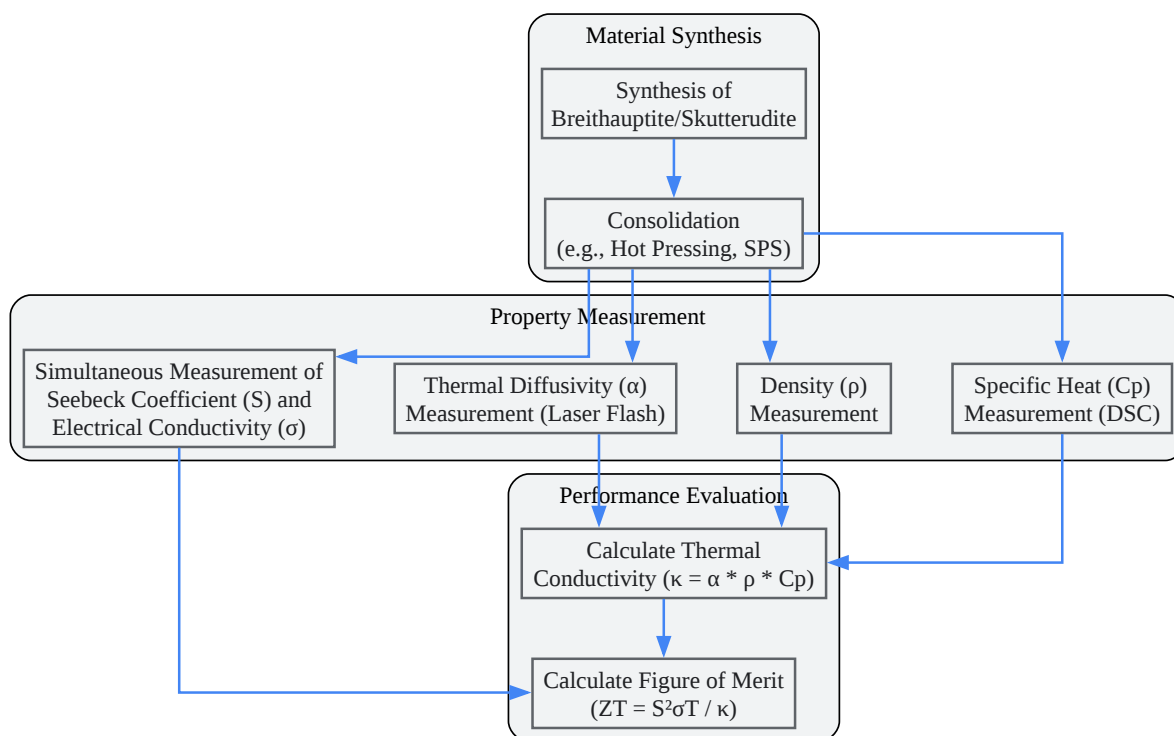 Material Synthesis
Synthesis of
Breithauptite/Skutterudite
Consolidation
(e.g., Hot Pressing, SPS)
Property Measurement
Simultaneous Measurement of
Seebeck Coefficient (S) and
Electrical Conductivity (σ)
Thermal Diffusivity (α)
Measurement (Laser Flash)
Density (ρ)
Measurement
Specific Heat (Cp)
Measurement (DSC)
Performance Evaluation
Calculate Thermal
Conductivity (κ = α * ρ * Cp)
Calculate Figure of Merit
(ZT = S²σT / κ)